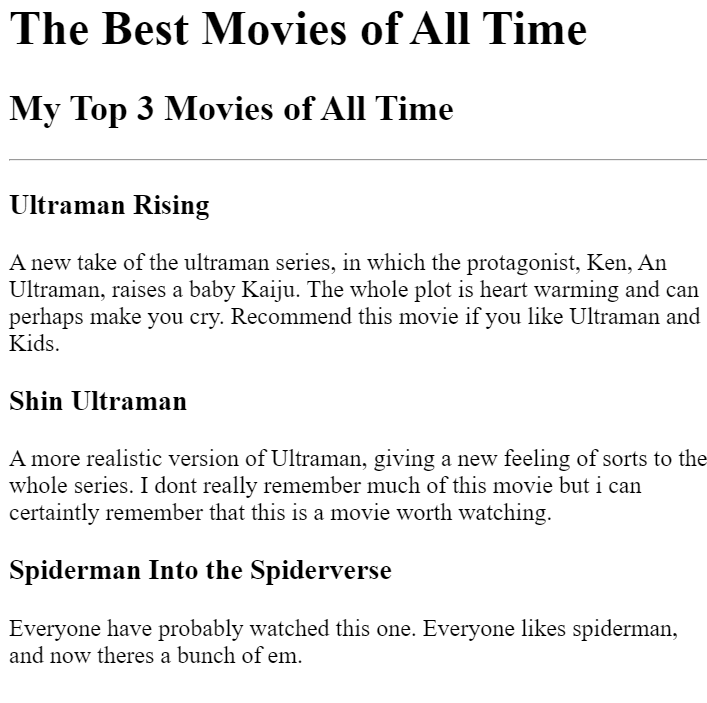 The Best Movies of All Time
My Top 3 Movies of All Time
Ultraman Rising
A new take of the ultraman series, in which the protagonist, Ken, An
Ultraman, raises a baby Kaiju. The whole plot is heart warming and can
perhaps make you cry. Recommend this movie if you like Ultraman and
Kids.
Shin Ultraman
A more realistic version of Ultraman, giving a new feeling of sorts to the
whole series. I dont really remember much of this movie but i can
certaintly remember that this is a movie worth watching.
Spiderman Into the Spiderverse
Everyone have probably watched this one. Everyone likes spiderman,
and now theres a bunch of em.